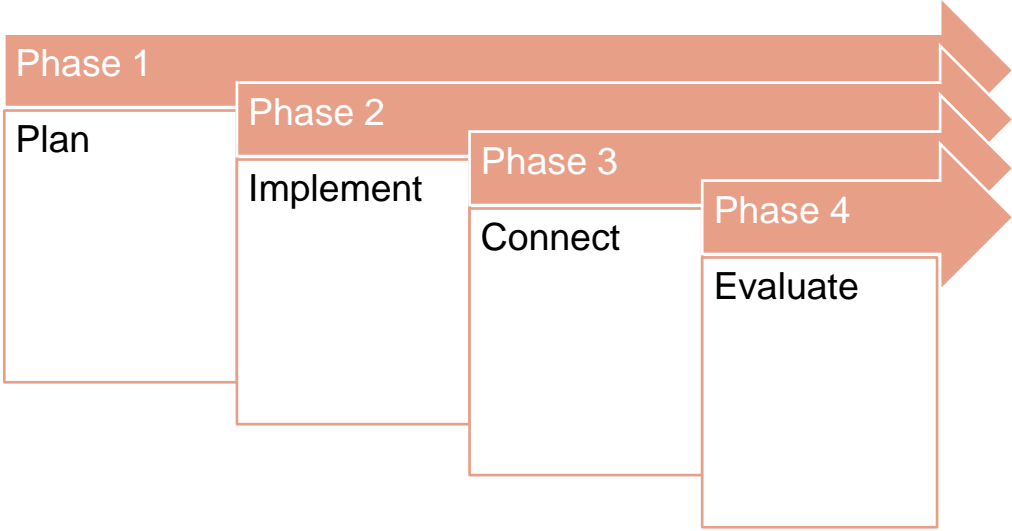 Phase 1
Plan
Phase 2
Implement
Phase 3
Connect
Phase 4
Evaluate